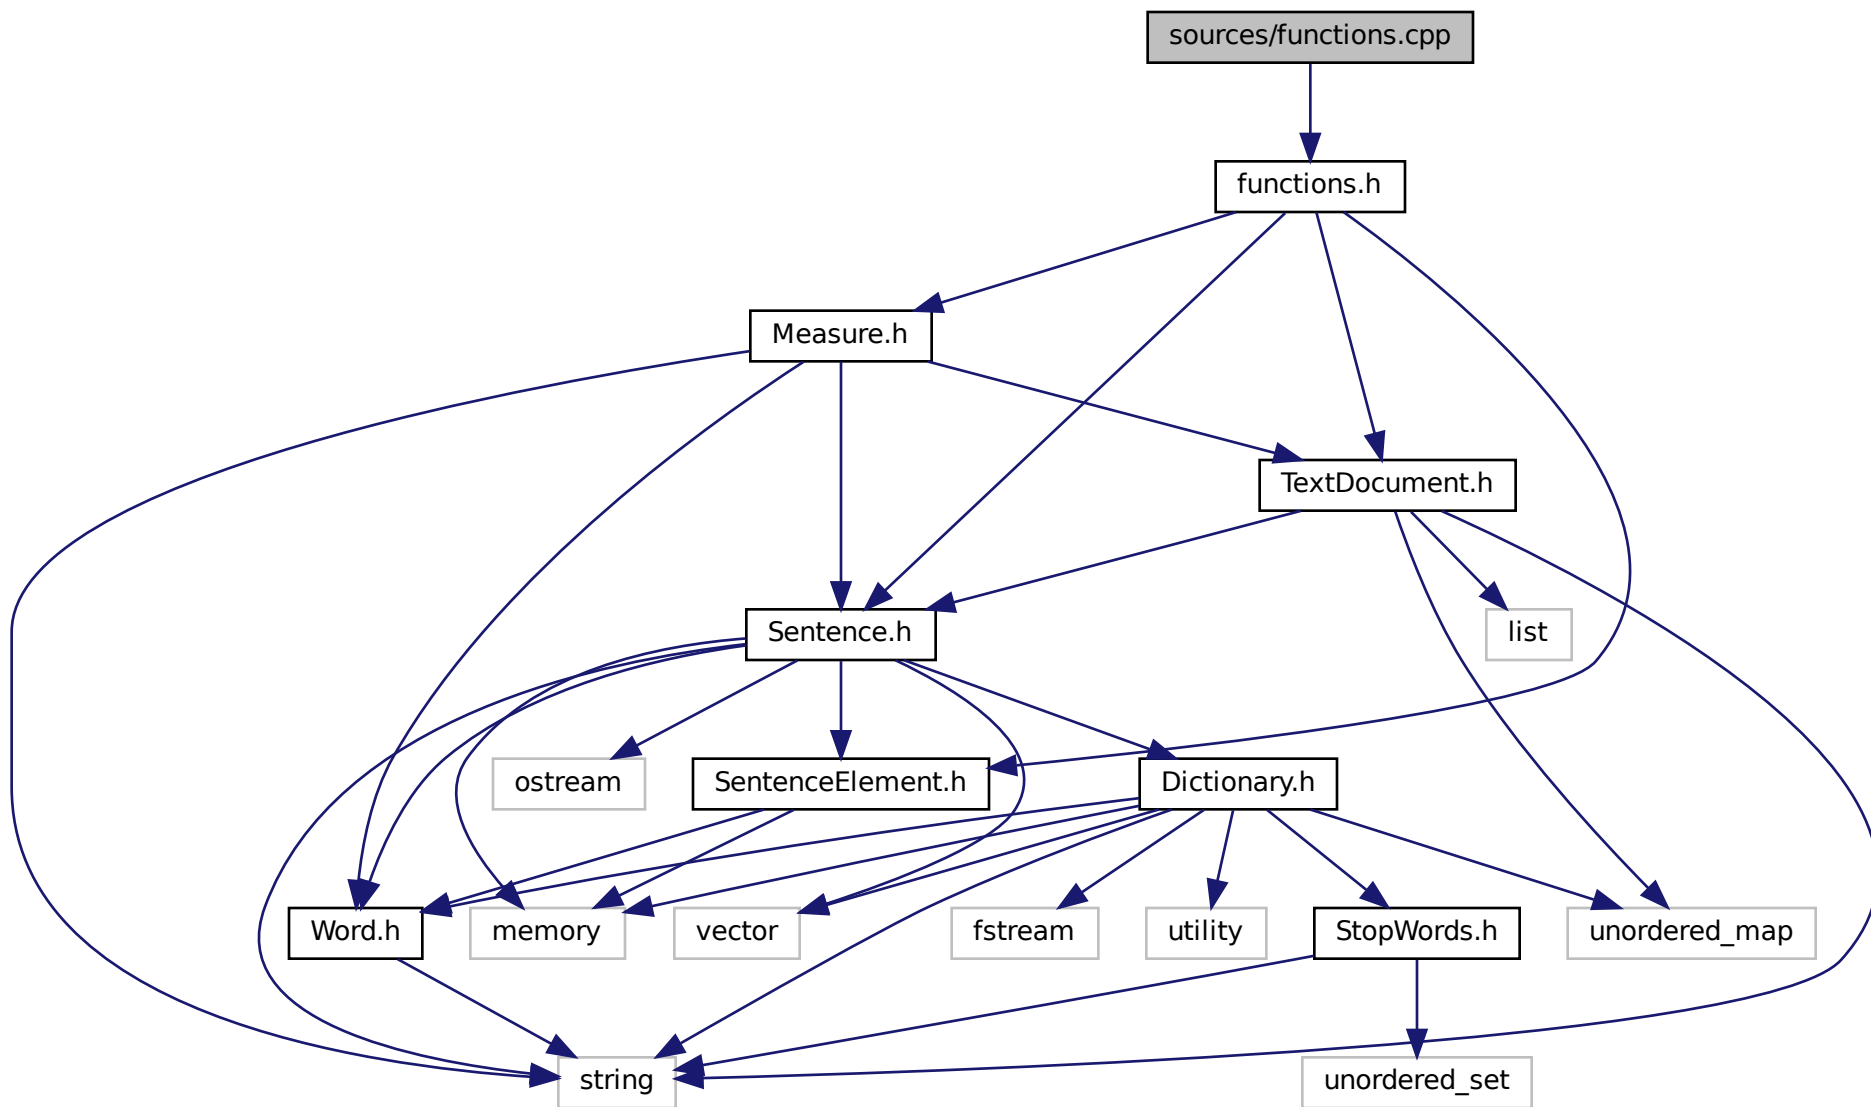 sources/functions.cpp
functions.h
Measure.h
TextDocument.h
Sentence.h
list
ostream
SentenceElement.h
Dictionary.h
Word.h
memory
vector
fstream
utility
StopWords.h
unordered_map
string
unordered_set